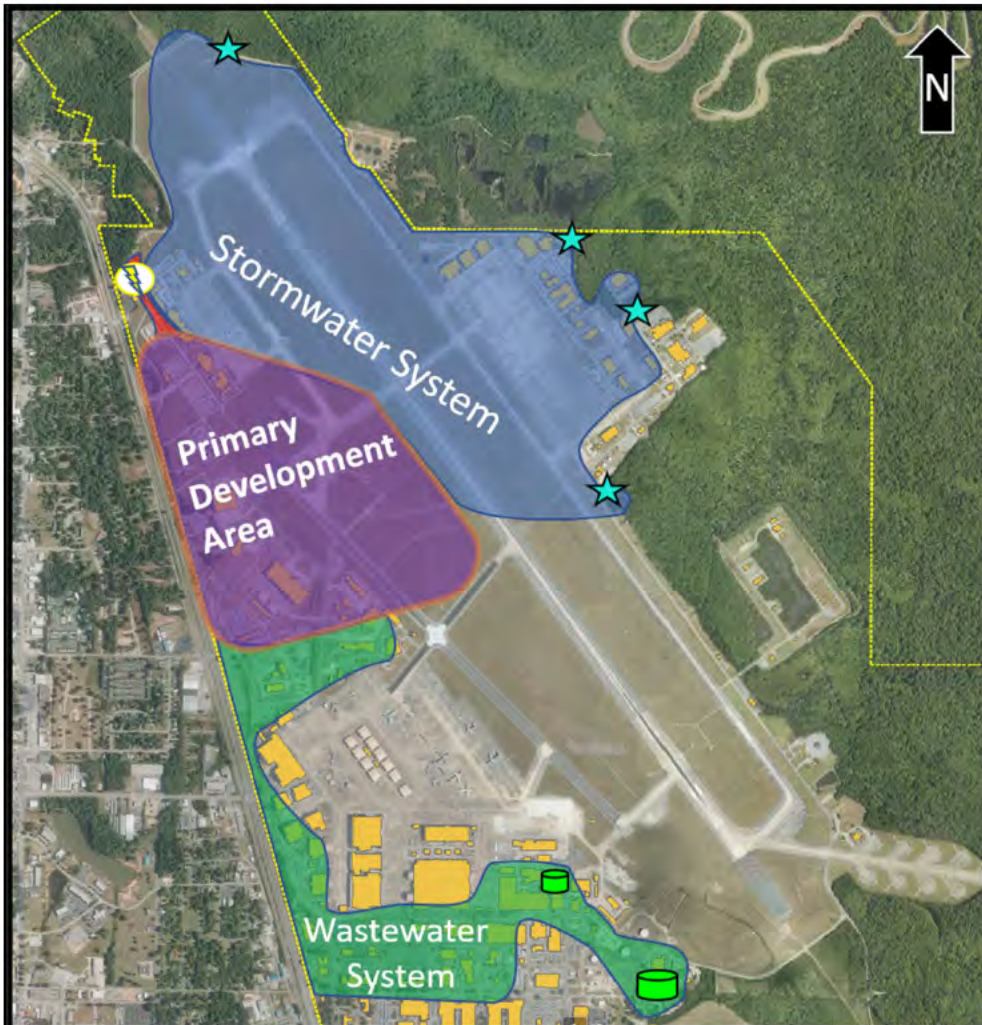 N
Stormwater System
Primary
Development
Area
Wastewater
System